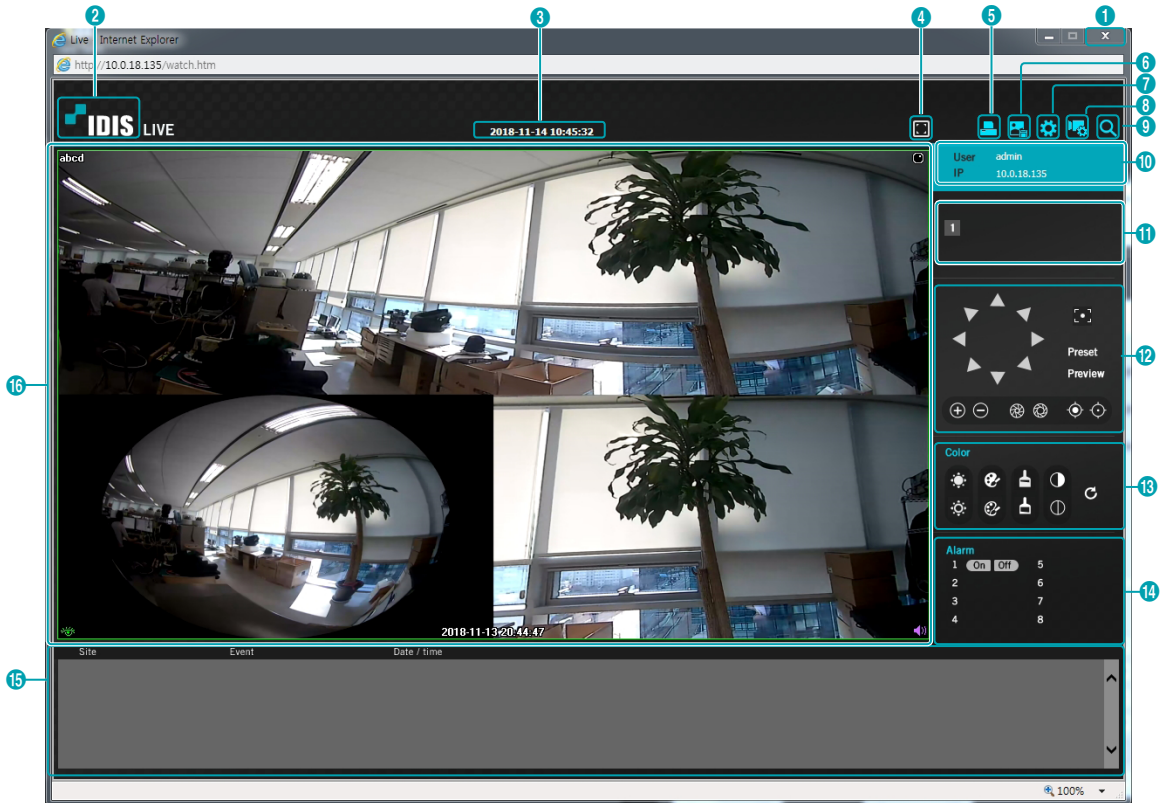 2
3
4
5
1
Live Internet Explorer
http://10.0.18.135/watch.htm
6
7
8
9
IDIS LIVE
2018-11-14 10:45:32
10
User admin
IP 10.0.18.135
abcd
11
1
12
Preset
Preview
16
13
Color
14
Alarm
1 On Off 5
2 6
3 7
4 8
2018-11-13 20:44:47
15
Site Event Date / time
100%